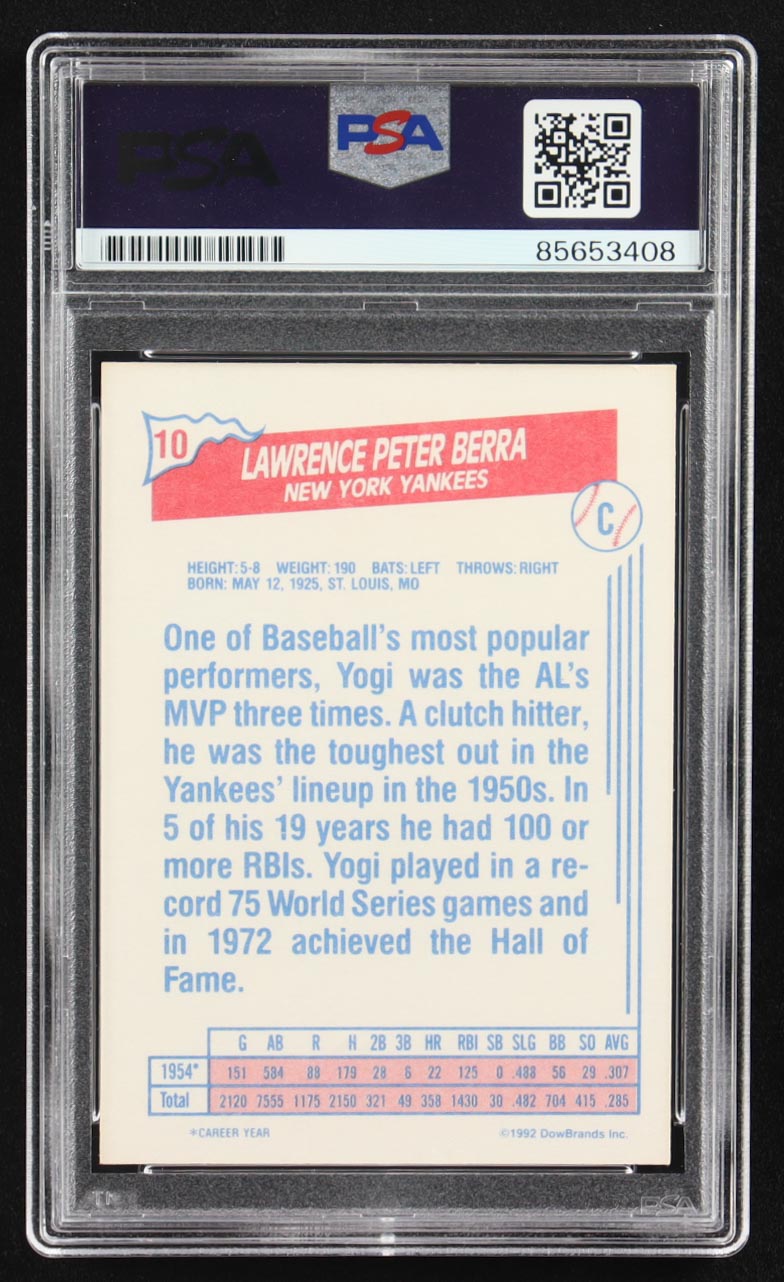 PSA PSA
85653408
10 LAWRENCE PETER BERRA
NEW YORK YANKEES
C
HEIGHT: 5-8 WEIGHT: 190 BATS: LEFT THROWS: RIGHT
BORN: MAY 12, 1925, ST. LOUIS, MO
One of Baseball's most popular
performers, Yogi was the AL's
MVP three times. A clutch hitter,
he was the toughest out in the
Yankees' lineup in the 1950s. In
5 of his 19 years he had 100 or
more RBIs. Yogi played in a re-
cord 75 World Series games and
in 1972 achieved the Hall of
Fame.
G AB R H 2B 3B HR RBI SB SLG BB SO AVG
1954* 151 584 88 179 28 6 22 125 0 .488 56 29 .307
Total 2120 7555 1175 2150 321 49 358 1430 30 .482 704 415 .285
*CAREER YEAR ©1992 DowBrands Inc.
TM PSA